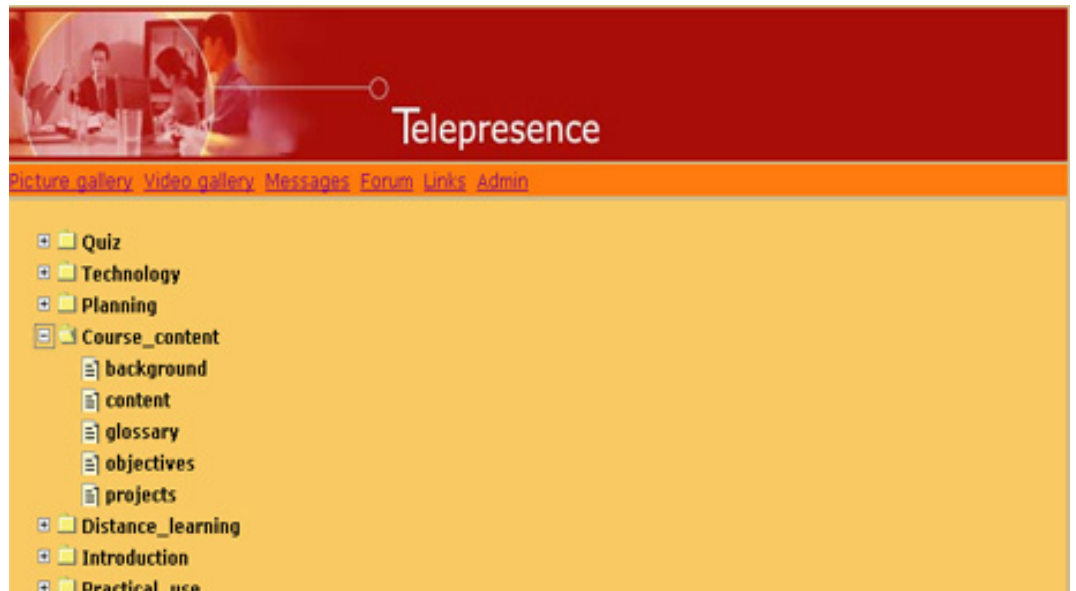 Telepresence
Picture gallery Video gallery Messages Forum Links Admin
Quiz
Technology
Planning
Course_content
background
content
glossary
objectives
projects
Distance_learning
Introduction
Practical_use